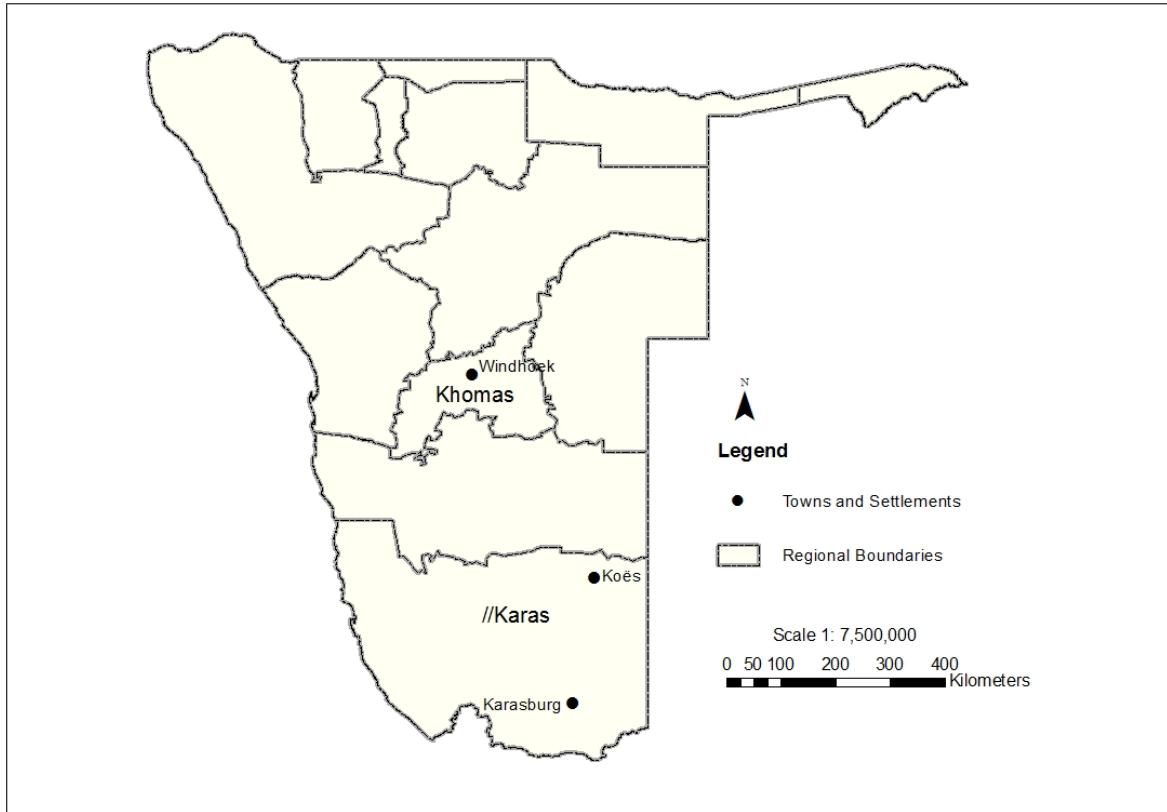 Windhoek
Khomas
N
Legend
Towns and Settlements
Koës
Regional Boundaries
//Karas
Scale 1: 7,500,000
0 50 100 200 300 400
Kilometers
Karasburg